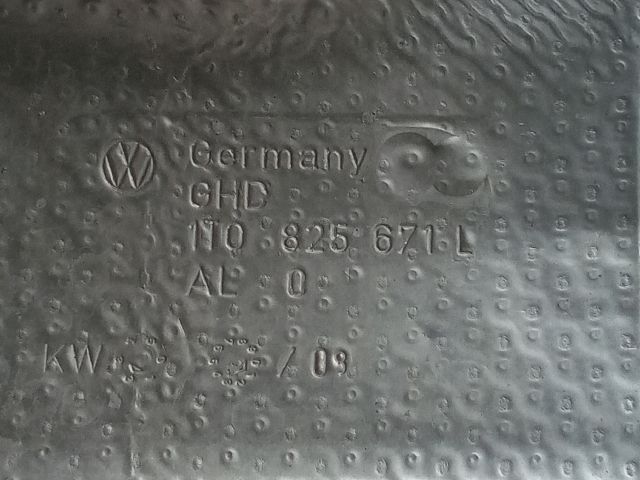 Germany
GHD
1T0 825 671 L
AL 0
KW / 09